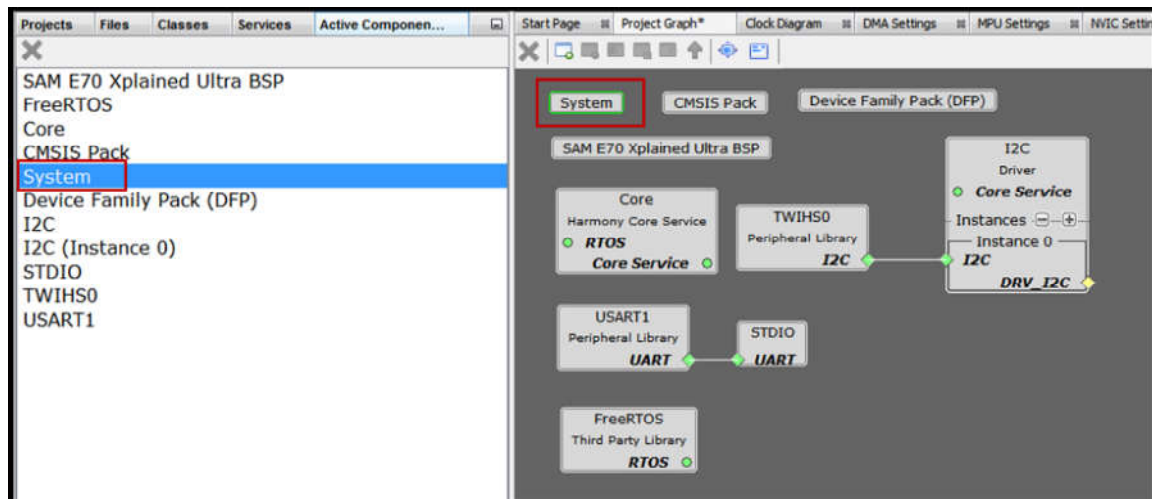 Projects Files Classes Services Active Componen...
SAM E70 Xplained Ultra BSP
FreeRTOS
Core
CMSIS Pack
System
Device Family Pack (DFP)
I2C
I2C (Instance 0)
STDIO
TWIHS0
USART1
Start Page Project Graph* Clock Diagram DMA Settings MPU Settings NVIC Settin
System CMSIS Pack Device Family Pack (DFP)
SAM E70 Xplained Ultra BSP
Core
Harmony Core Service
RTOS
Core Service
TWIHS0
Peripheral Library
I2C
I2C
Driver
Core Service
Instances
Instance 0
I2C
DRV_I2C
USART1
Peripheral Library
UART
STDIO
UART
FreeRTOS
Third Party Library
RTOS